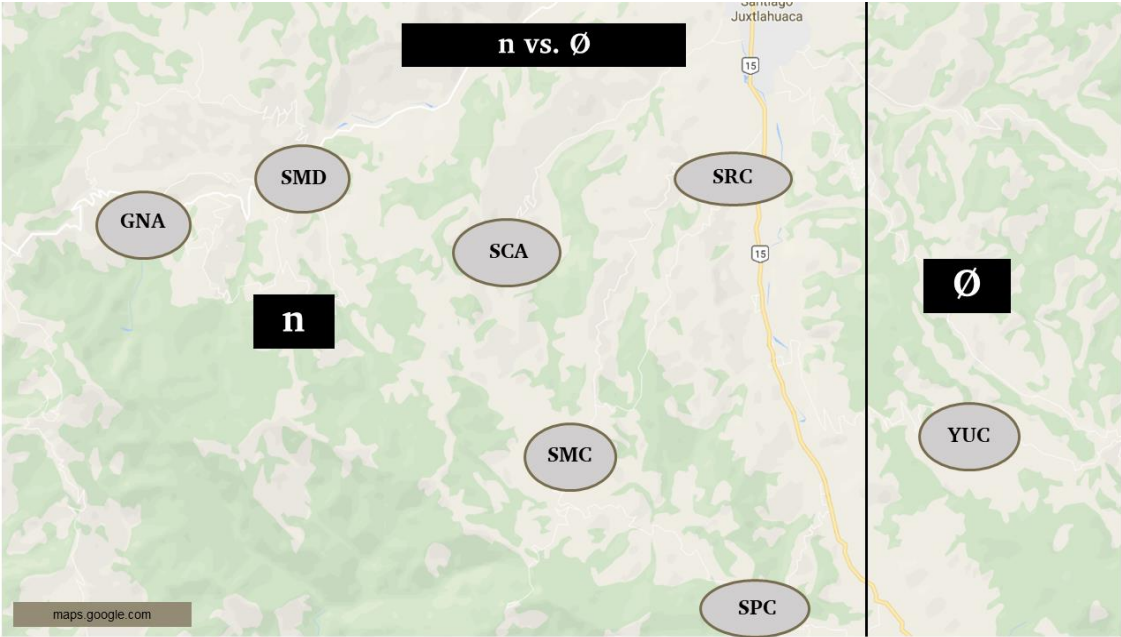 Santiago
Juxtlahuaca
n vs. Ø
15
SMD
SRC
GNA
SCA
15
Ø
n
YUC
SMC
SPC
maps.google.com